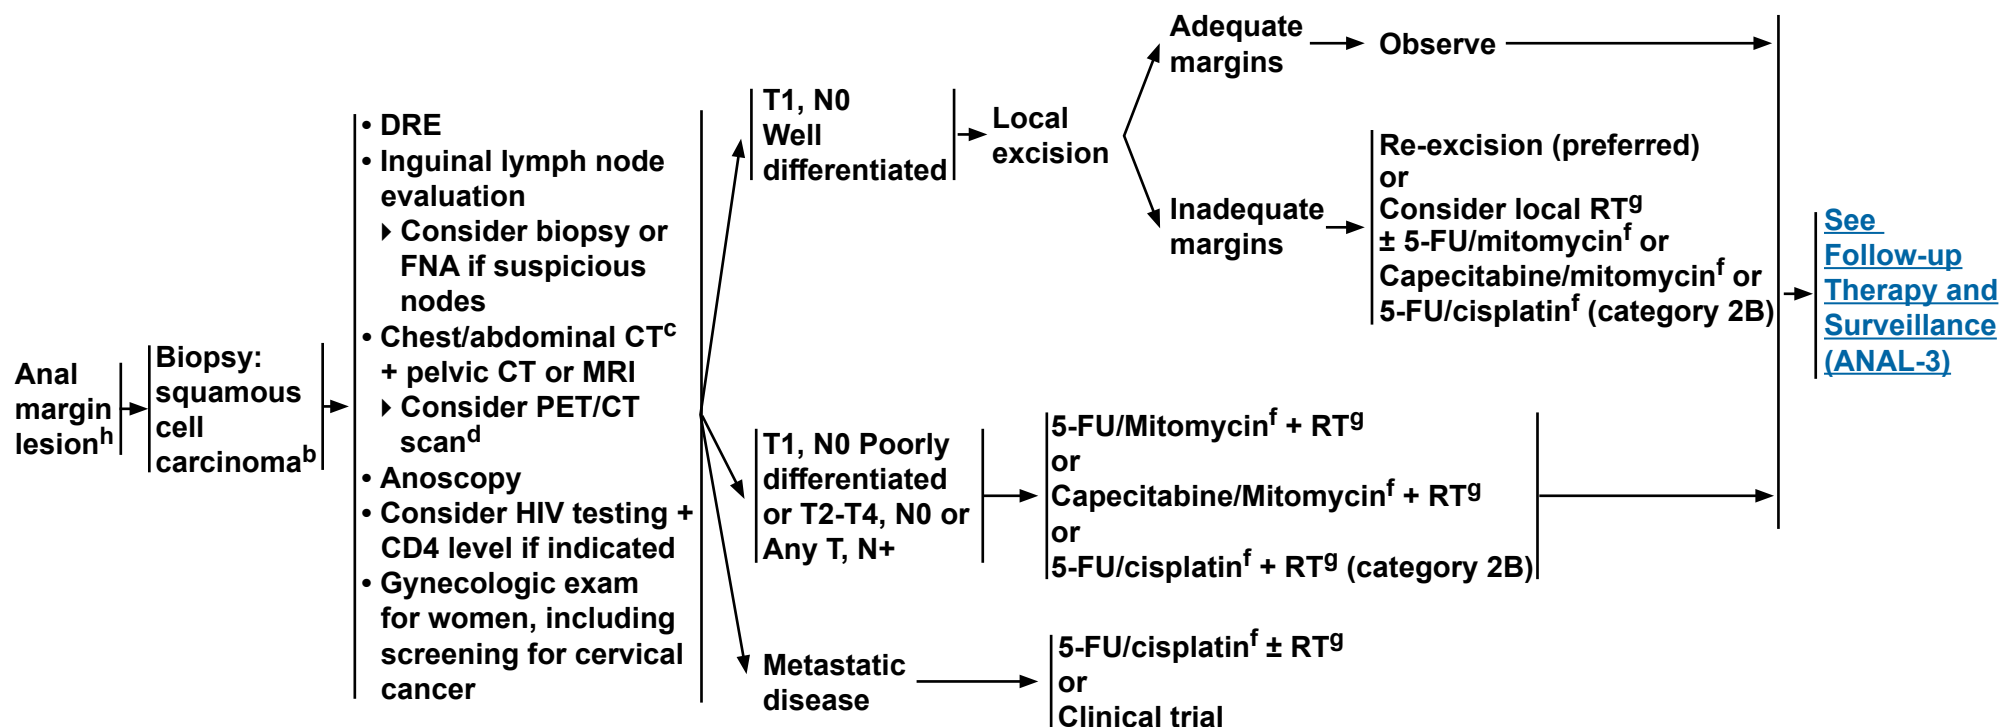 Anal
margin
lesionh
Biopsy:
squamous
cell
carcinomab
• DRE
• Inguinal lymph node
evaluation
▸ Consider biopsy or
FNA if suspicious
nodes
• Chest/abdominal CTc
+ pelvic CT or MRI
▸ Consider PET/CT
scand
• Anoscopy
• Consider HIV testing +
CD4 level if indicated
• Gynecologic exam
for women, including
screening for cervical
cancer
T1, N0
Well
differentiated
Local
excision
Adequate
margins
Observe
Inadequate
margins
Re-excision (preferred)
or
Consider local RTg
± 5-FU/mitomycinf or
Capecitabine/mitomycinf or
5-FU/cisplatinf (category 2B)
T1, N0 Poorly
differentiated
or T2-T4, N0 or
Any T, N+
5-FU/Mitomycinf + RTg
or
Capecitabine/Mitomycinf + RTg
or
5-FU/cisplatinf + RTg (category 2B)
Metastatic
disease
5-FU/cisplatinf ± RTg
or
Clinical trial
See
Follow-up
Therapy and
Surveillance
(ANAL-3)